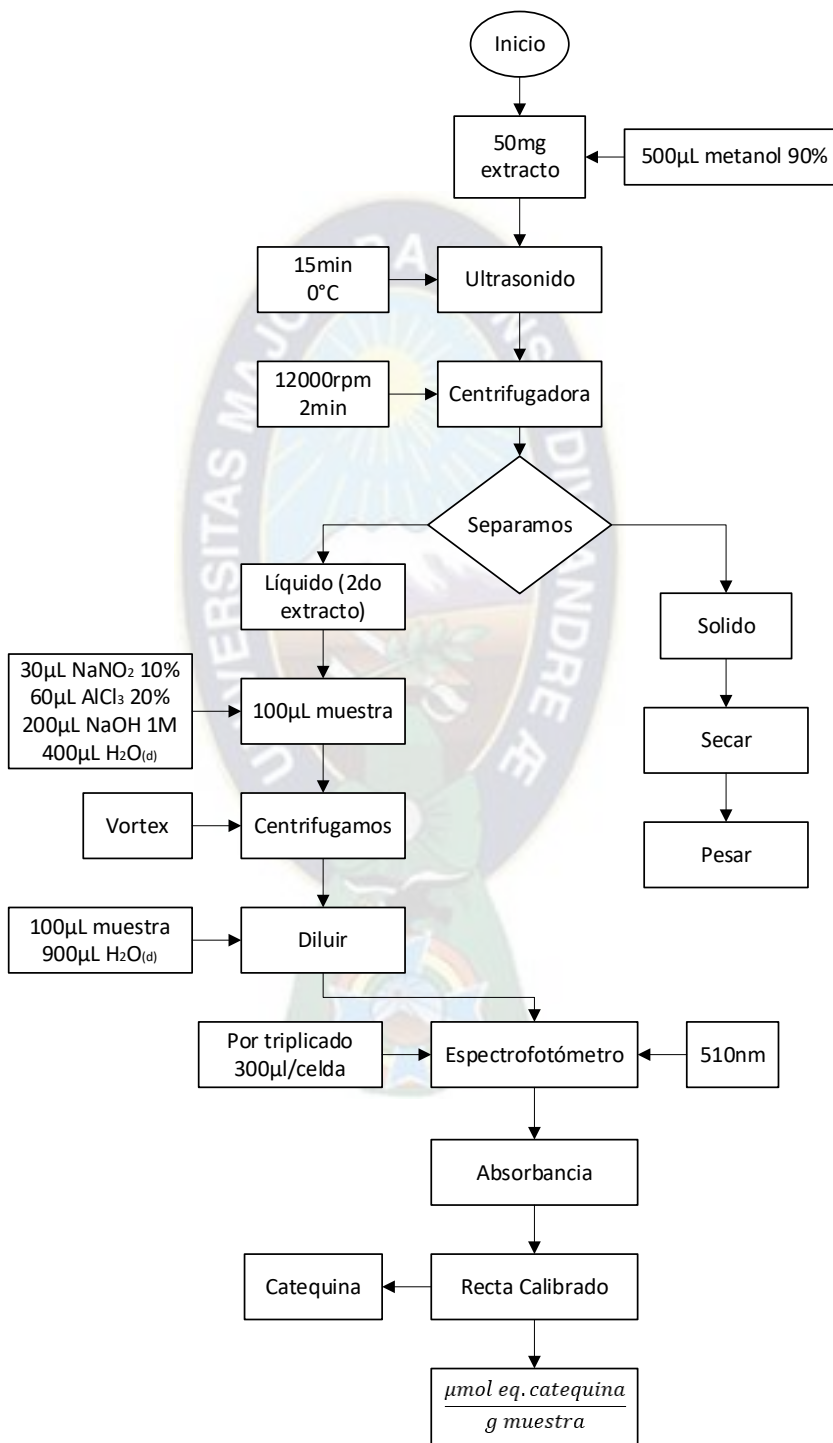 Inicio
50mg
extracto
500µL metanol 90%
15min
0°C
Ultrasonido
12000rpm
2min
Centrifugadora
Separamos
Líquido (2do
extracto)
Solido
30µL NaNO₂ 10%
60µL AlCl₃ 20%
200µL NaOH 1M
400µL H₂O(d)
100µL muestra
Secar
Vortex
Centrifugamos
Pesar
100µL muestra
900µL H₂O(d)
Diluir
Por triplicado
300µl/celda
Espectrofotómetro
510nm
Absorbancia
Catequina
Recta Calibrado
µmol eq. catequina
g muestra